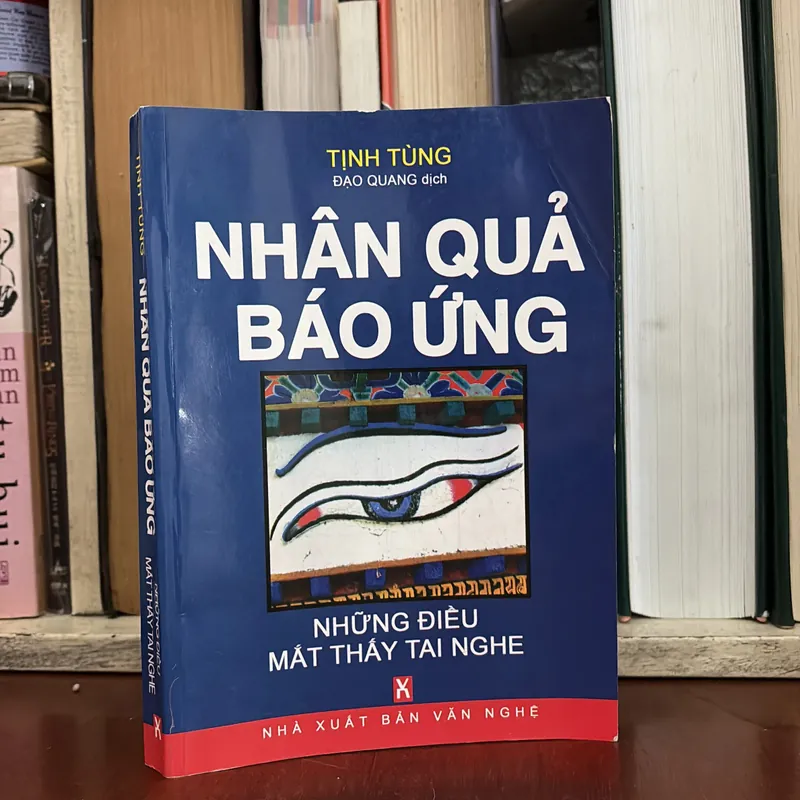 TỊNH TÙNG
ĐẠO QUANG dịch
NHÂN QUẢ
BÁO ỨNG
NHỮNG ĐIỀU
MẮT THẤY TAI NGHE
NHÀ XUẤT BẢN VĂN NGHỆ
TỊNH TÙNG
NHÂN QUẢ BÁO ỨNG
NHỮNG ĐIỀU
MẮT THẤY TAI NGHE